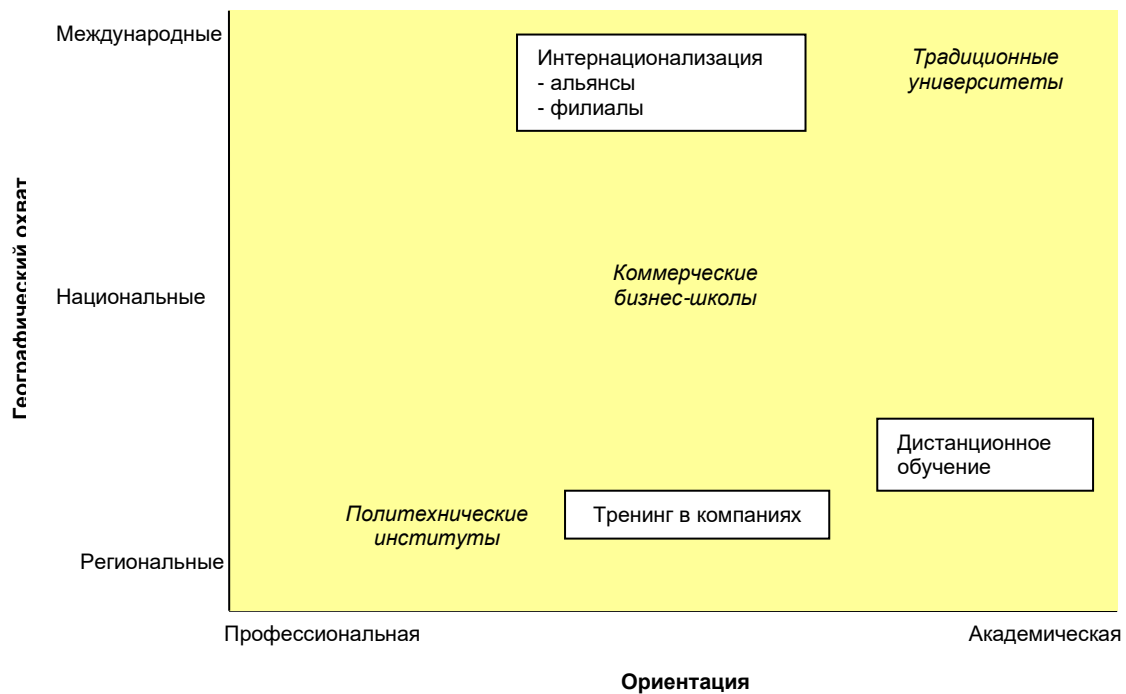 Международные
Интернационализация
- альянсы
- филиалы
Традиционные
университеты
Географический охват
Национальные
Коммерческие
бизнес-школы
Дистанционное
обучение
Политехнические
институты
Тренинг в компаниях
Региональные
Профессиональная
Академическая
Ориентация